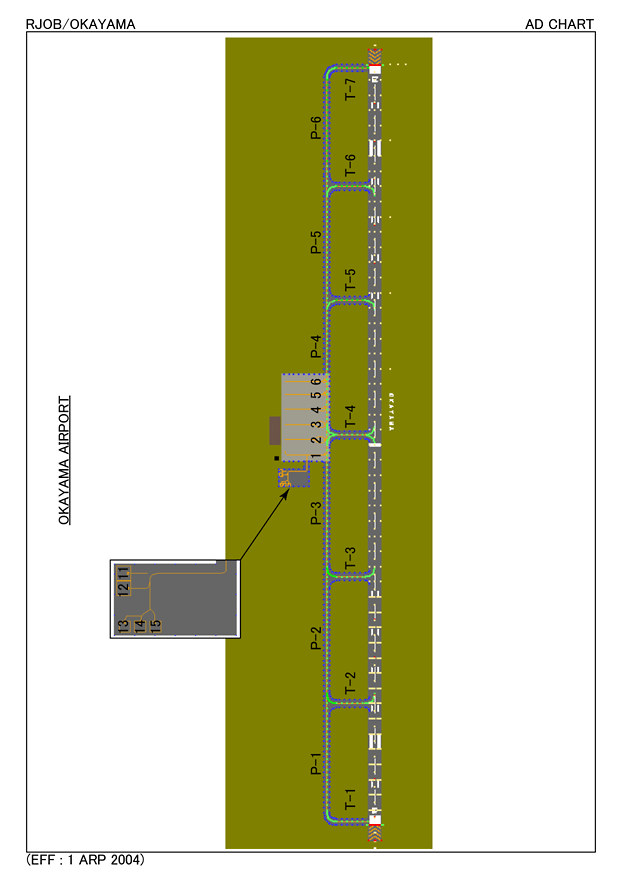 RJOB/OKAYAMA
AD CHART
T-7
P-6
T-6
P-5
T-5
P-4
6
5
4
3
2
1
T-4
OKAYAMA
OKAYAMA AIRPORT
P-3
T-3
11
12
13
14
15
P-2
T-2
P-1
T-1
(EFF : 1 ARP 2004)